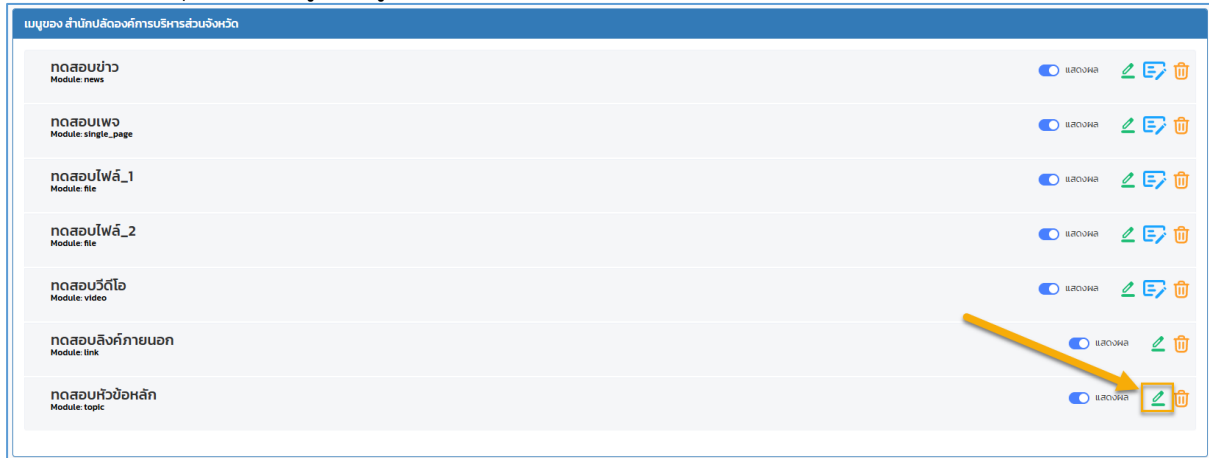 เมนูของ สำนักปลัดองค์การบริหารส่วนจังหวัด
ทดสอบข่าว
แสดงผล
Module: news
ทดสอบเพจ
แสดงผล
Module: single_page
ทดสอบไฟล์_1
แสดงผล
Module: file
ทดสอบไฟล์_2
แสดงผล
Module: file
ทดสอบวีดีโอ
แสดงผล
Module: video
ทดสอบลิงค์ภายนอก
แสดงผล
Module: link
ทดสอบหัวข้อหลัก
แสดงผล
Module: topic